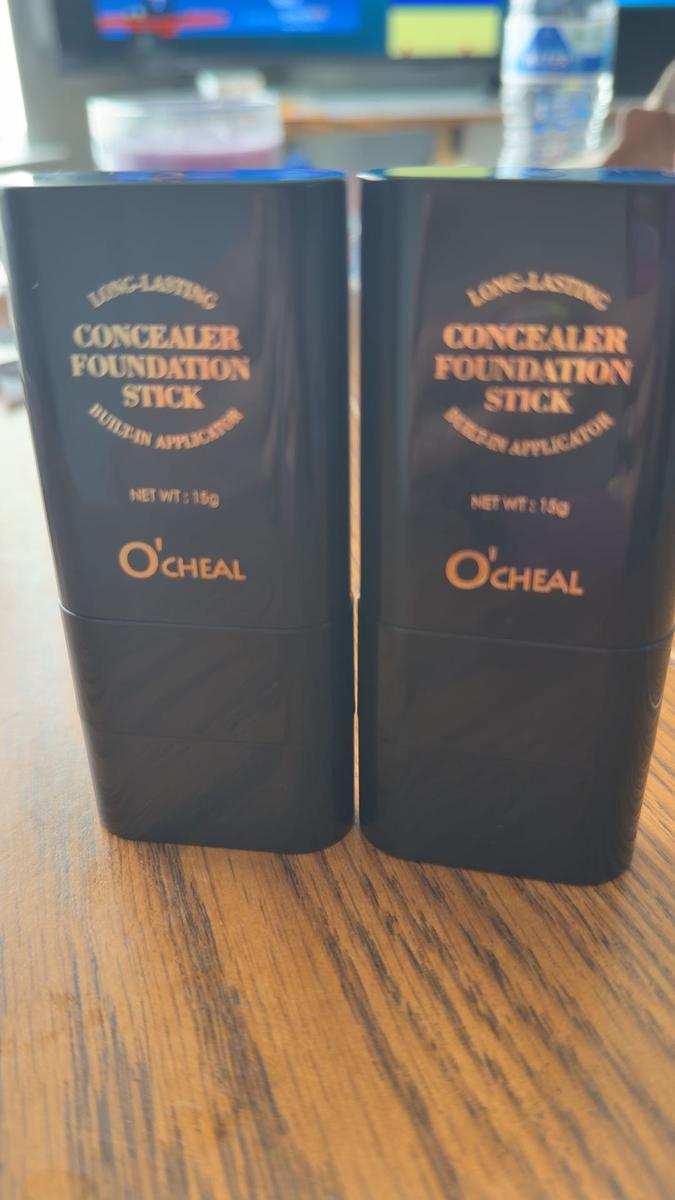 LONG-LASTING
CONCEALER
FOUNDATION
STICK
BUILT-IN APPLICATOR
NET WT : 15g
O'CHEAL
LONG-LASTING
CONCEALER
FOUNDATION
STICK
BUILT-IN APPLICATOR
NET WT : 15g
O'CHEAL